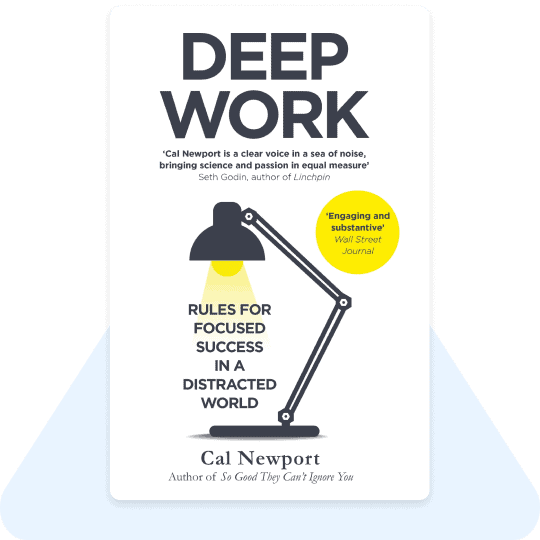 DEEP
WORK
‘Cal Newport is a clear voice in a sea of noise,
bringing science and passion in equal measure’
Seth Godin, author of Linchpin
‘Engaging and
substantive’
Wall Street
Journal
RULES FOR
FOCUSED
SUCCESS
IN A
DISTRACTED
WORLD
Cal Newport
Author of So Good They Can't Ignore You